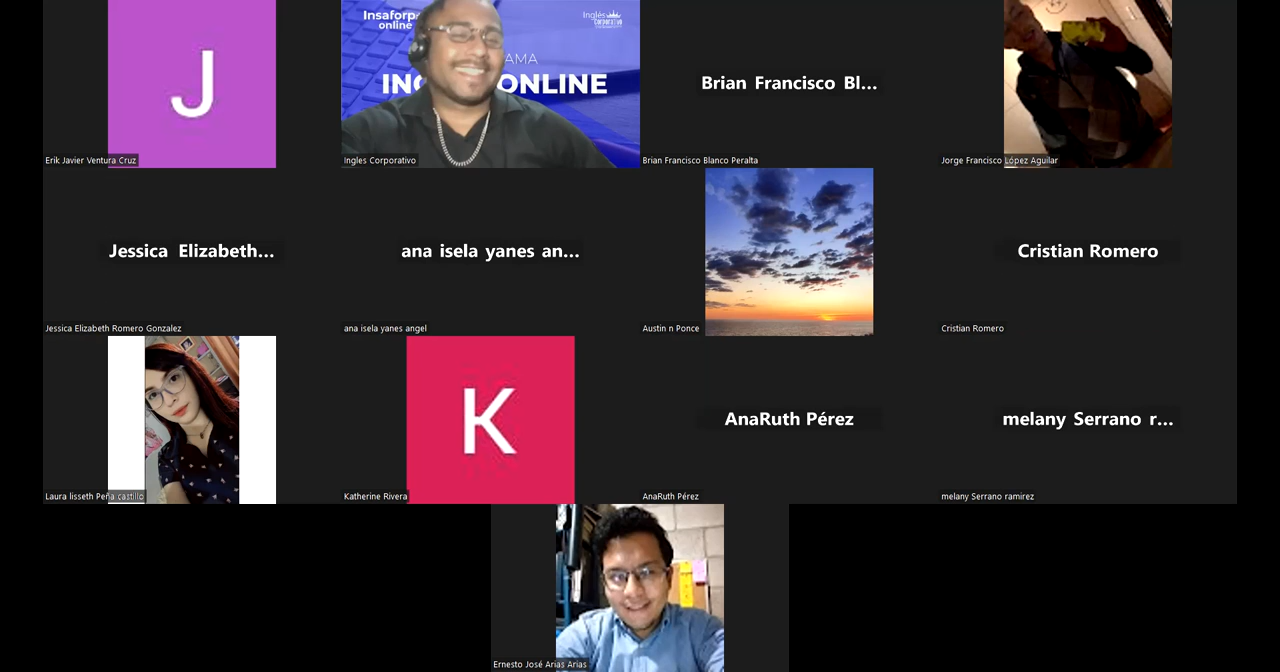 J
Erik Javier Ventura Cruz
Insaforp
online
Inglés
Corporativo
AMA
ONLINE
Ingles Corporativo
Brian Francisco Bl...
Brian Francisco Blanco Peralta
Jorge Francisco López Aguilar
Jessica Elizabeth...
Jessica Elizabeth Romero Gonzalez
ana isela yanes an...
ana isela yanes angel
Austin n Ponce
Cristian Romero
Cristian Romero
Laura lisseth Peña castillo
K
Katherine Rivera
AnaRuth Pérez
AnaRuth Pérez
melany Serrano r...
melany Serrano ramirez
Ernesto José Arias Arias